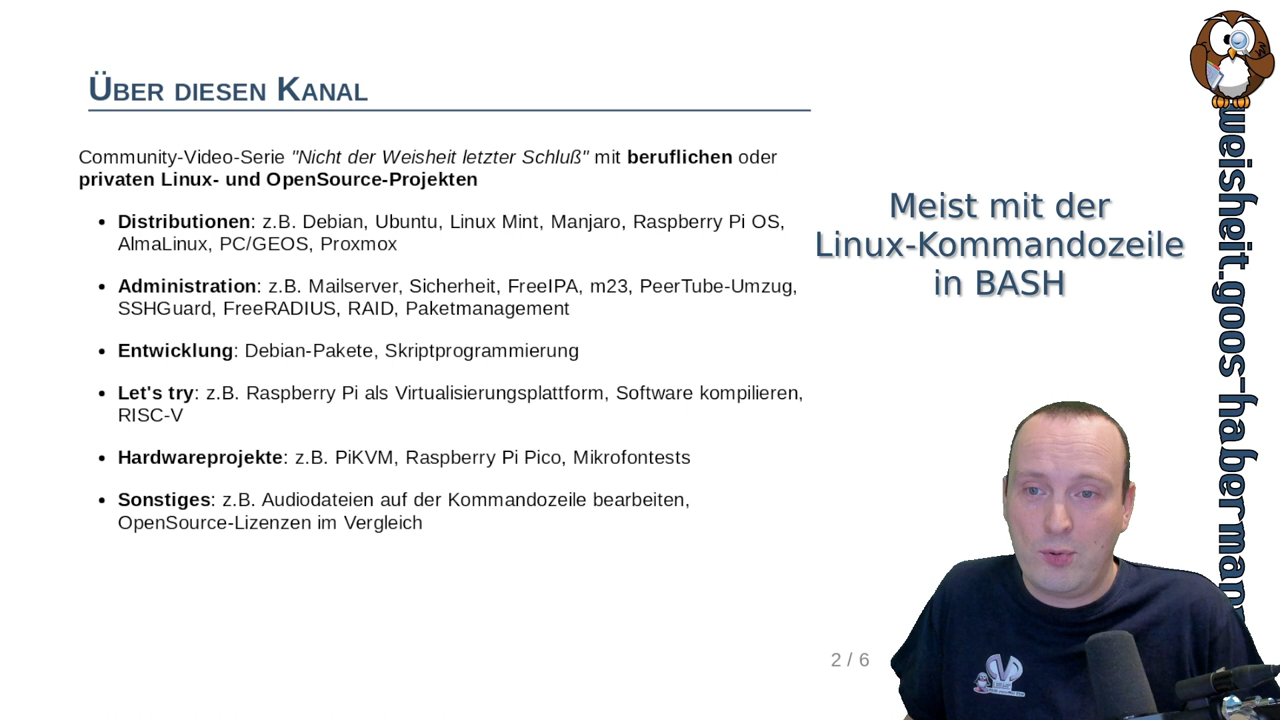 Über diesen Kanal
Community-Video-Serie "Nicht der Weisheit letzter Schluß" mit beruflichen oder
privaten Linux- und OpenSource-Projekten
• Distributionen: z.B. Debian, Ubuntu, Linux Mint, Manjaro, Raspberry Pi OS,
AlmaLinux, PC/GEOS, Proxmox
• Administration: z.B. Mailserver, Sicherheit, FreeIPA, m23, PeerTube-Umzug,
SSHGuard, FreeRADIUS, RAID, Paketmanagement
• Entwicklung: Debian-Pakete, Skriptprogrammierung
• Let's try: z.B. Raspberry Pi als Virtualisierungsplattform, Software kompilieren,
RISC-V
• Hardwareprojekte: z.B. PiKVM, Raspberry Pi Pico, Mikrofontests
• Sonstiges: z.B. Audiodateien auf der Kommandozeile bearbeiten,
OpenSource-Lizenzen im Vergleich
Meist mit der
Linux-Kommandozeile
in BASH
2 / 6
weisheit.goos-haberman